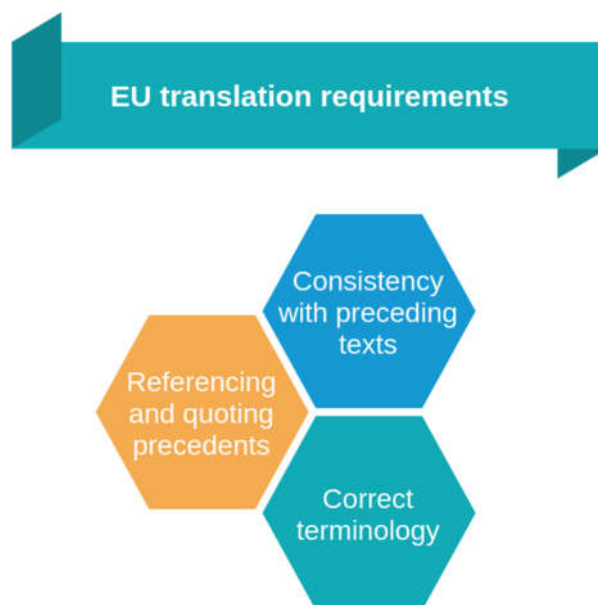 EU translation requirements
Consistency
with preceding
texts
Referencing
and quoting
precedents
Correct
terminology